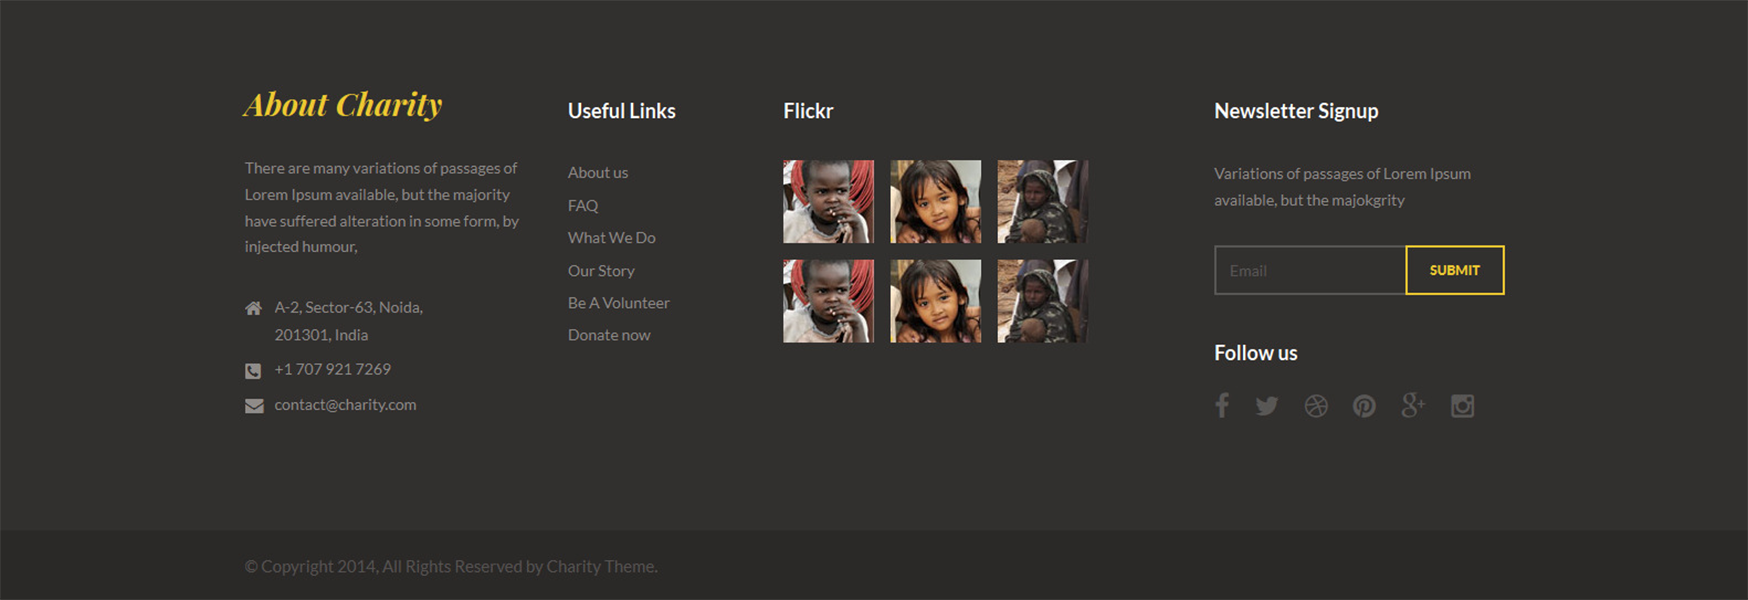 About Charity
There are many variations of passages of
Lorem Ipsum available, but the majority
have suffered alteration in some form, by
injected humour,
A-2, Sector-63, Noida,
201301, India
+1 707 921 7269
contact@charity.com
Useful Links
About us
FAQ
What We Do
Our Story
Be A Volunteer
Donate now
Flickr
Newsletter Signup
Variations of passages of Lorem Ipsum
available, but the majokgrity
Email
SUBMIT
Follow us
© Copyright 2014, All Rights Reserved by Charity Theme.